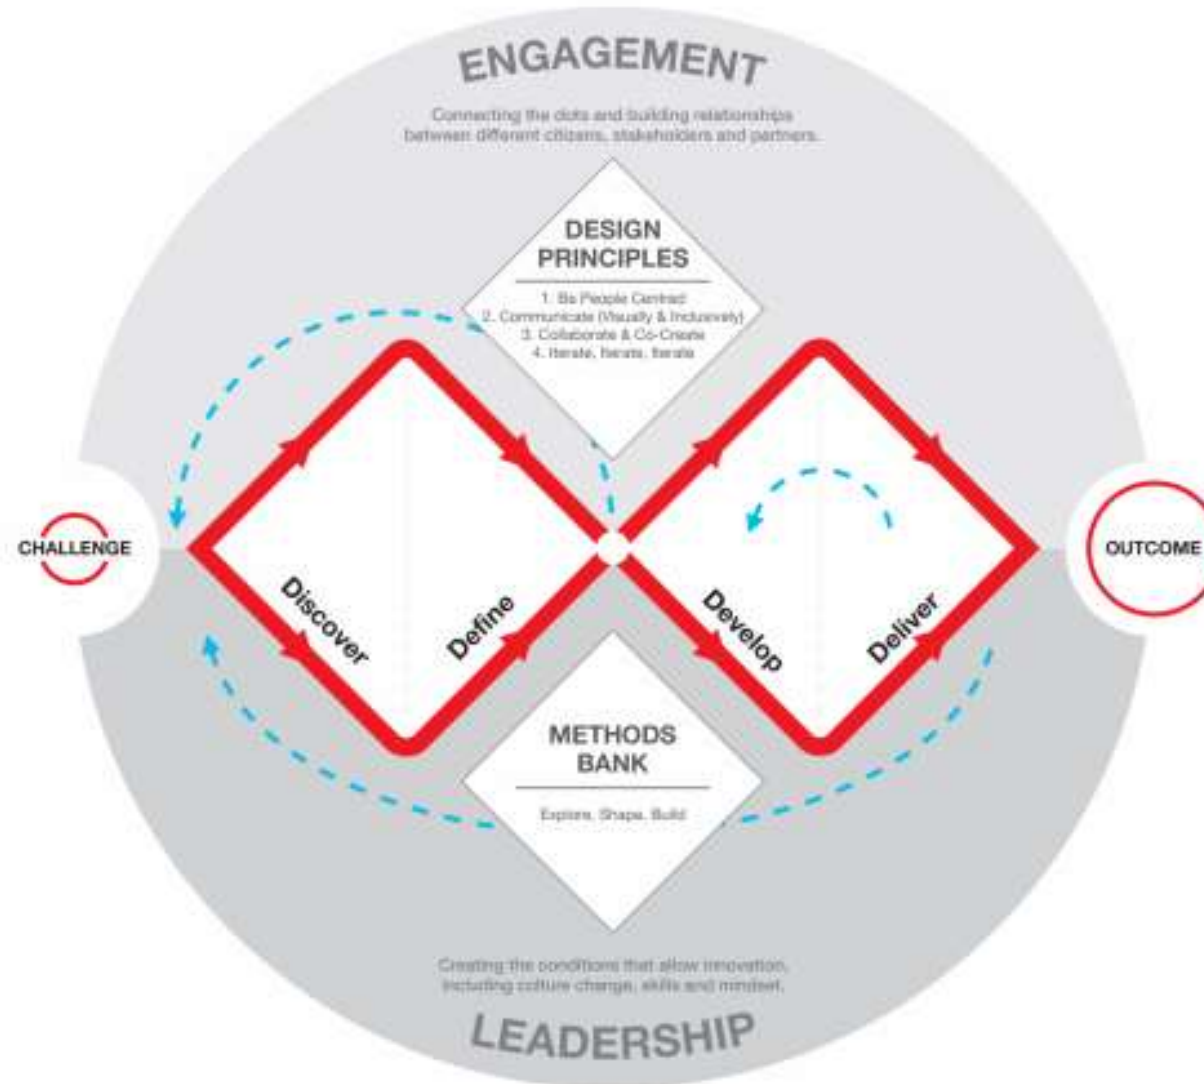 ENGAGEMENT
Connecting the dots and building relationships
between different citizens, stakeholders and partners.
DESIGN
PRINCIPLES
1. Be People Centred
2. Communicate (Visually & Inclusively)
3. Collaborate & Co-Create
4. Iterate, Iterate, Iterate
CHALLENGE
OUTCOME
Discover
Define
Develop
Deliver
METHODS
BANK
Explore, Shape, Build
Creating the conditions that allow innovation,
including culture change, skills and mindset.
LEADERSHIP